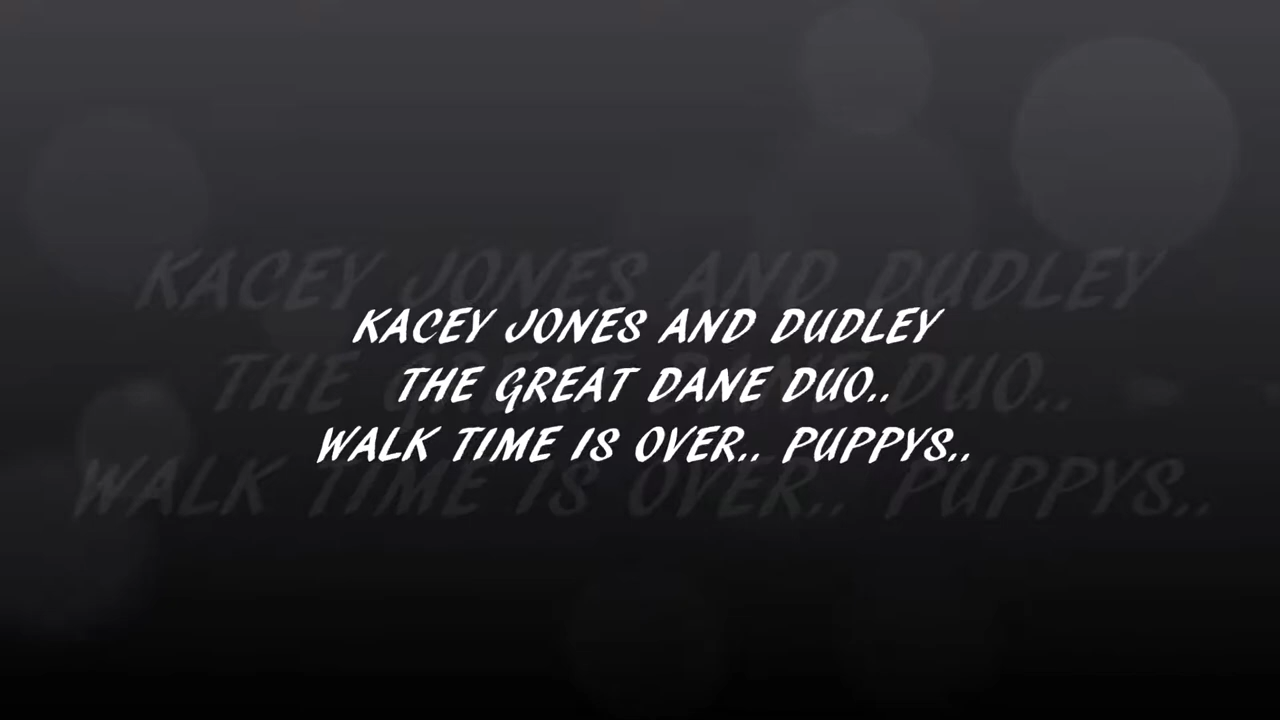 KACEY JONES AND DUDLEY
THE GREAT DANE DUO..
WALK TIME IS OVER.. PUPPYS..